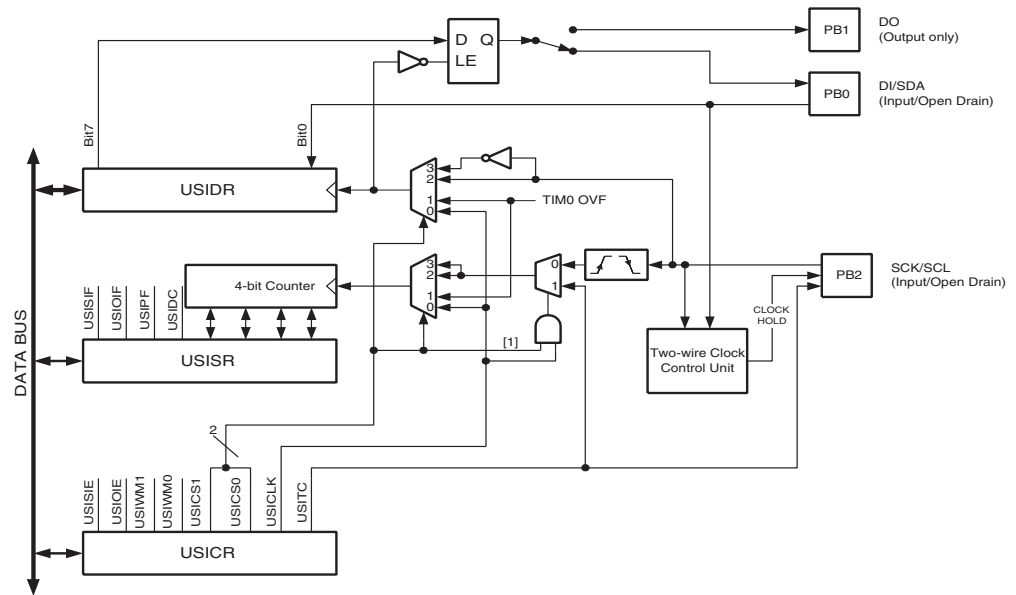 DO
(Output only)
PB1
D Q
LE
DI/SDA
(Input/Open Drain)
PB0
Bit7
Bit0
USIDR
3
2
1
0
TIM0 OVF
DATA BUS
4-bit Counter
USISIF
USIOIF
USIPF
USIDC
USISR
3
2
1
0
0
1
[1]
SCK/SCL
(Input/Open Drain)
PB2
CLOCK
HOLD
Two-wire Clock
Control Unit
2
USISIE
USIOIE
USIWM1
USIWM0
USICS1
USICS0
USICLK
USITC
USICR